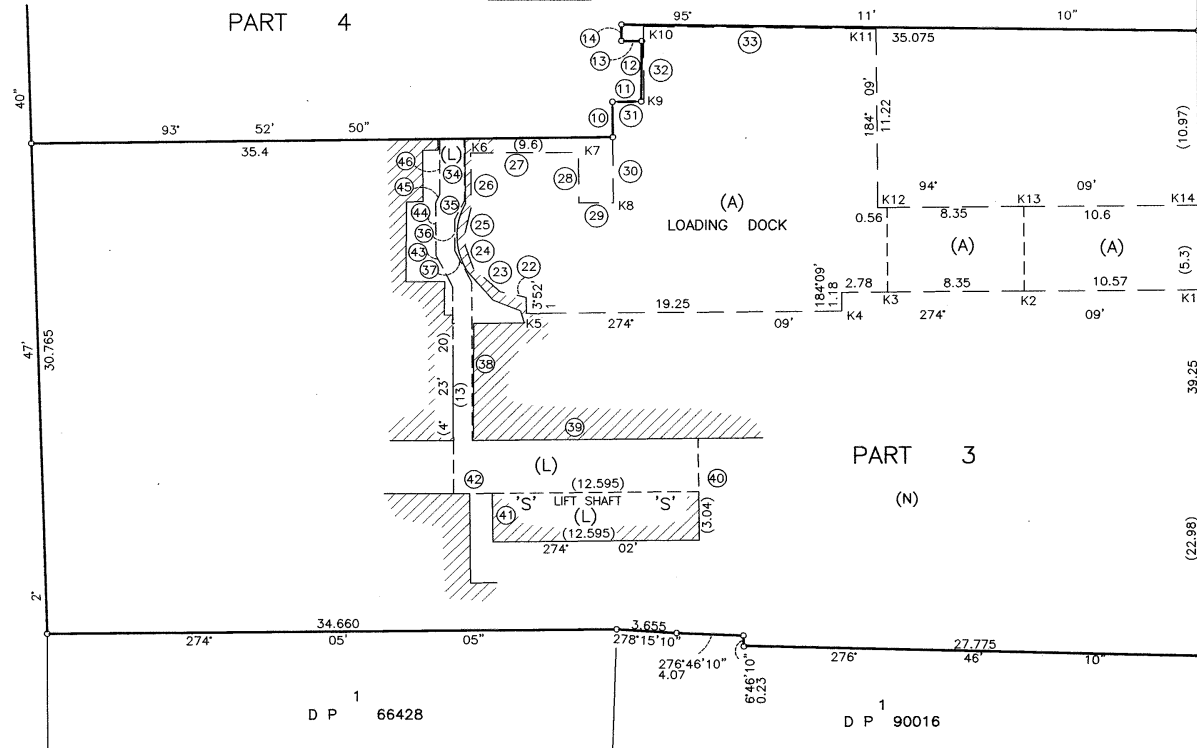 PART 4
95° 11' 10"
14
K10
33
K11
35.075
13
12
32
11
K9
31
10
40"
93° 52' 50"
35.4
184° 09'
11.22
(10.97)
46
(L)
34
K6
(9.6)
27
K7
28
30
26
29
K8
45
35
44
36
25
43
24
37
23
22
(A)
LOADING DOCK
94° 09'
K12
K13
K14
0.56
8.35
10.6
(A)
(A)
(5.3)
3°52'
1
184°09'
1.18
2.78
8.35
10.57
K3
K2
K1
19.25
K5
274° 09'
K4
274° 09'
47'
30.765
(4° 23' 20)
(13)
38
39.25
39
PART 3
(L)
(N)
42
(12.595)
40
'S' LIFT SHAFT 'S'
41
(L)
(3.04)
(12.595)
274° 02'
(22.98)
2°
34.660
274° 05' 05"
3.655
278°15'10"
276°46'10"
4.07
6°46'10"
0.23
27.775
276° 46' 10"
1
D P 66428
1
D P 90016